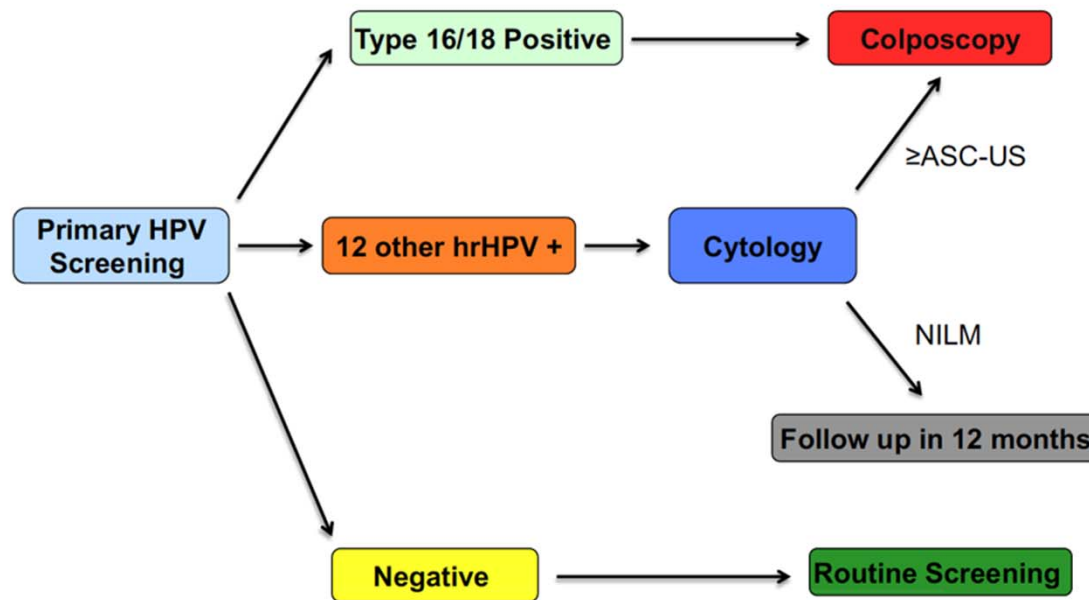 Type 16/18 Positive
Colposcopy
≥ASC-US
Primary HPV
Screening
12 other hrHPV +
Cytology
NILM
Follow up in 12 months
Negative
Routine Screening